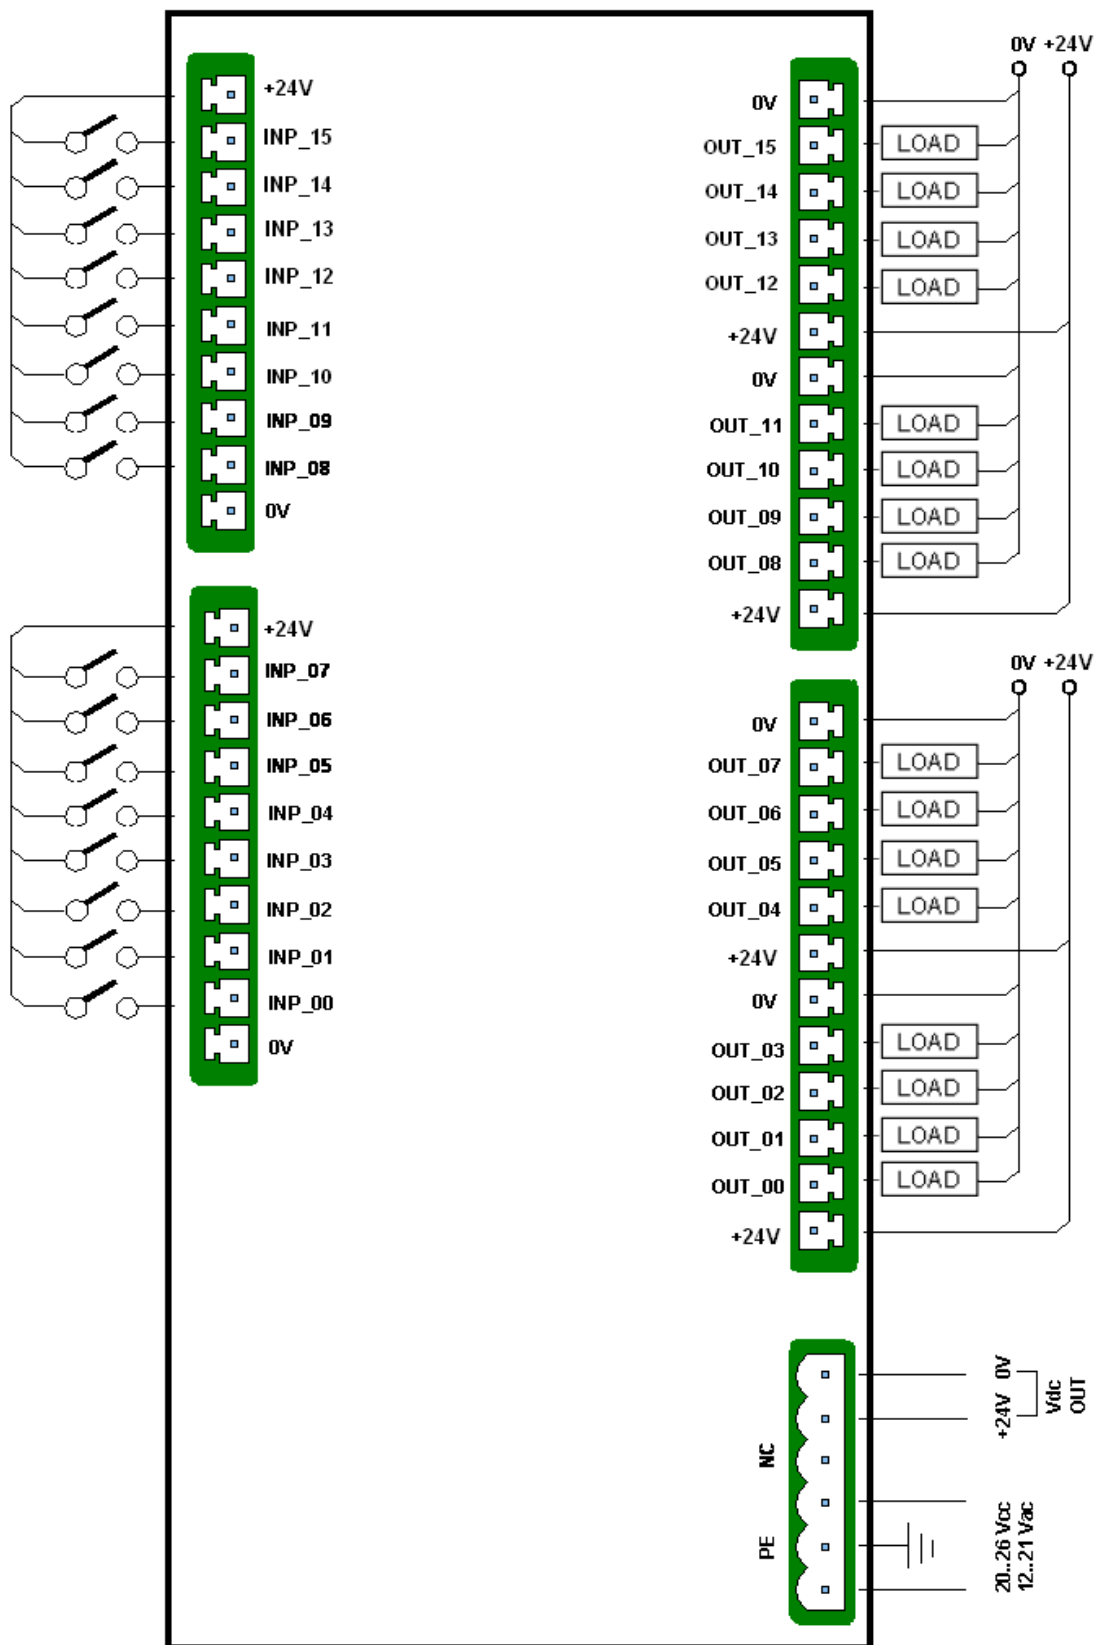 +24V
INP_15
INP_14
INP_13
INP_12
INP_11
INP_10
INP_09
INP_08
0V
+24V
INP_07
INP_06
INP_05
INP_04
INP_03
INP_02
INP_01
INP_00
0V
0V +24V
0V
OUT_15 LOAD
OUT_14 LOAD
OUT_13 LOAD
OUT_12 LOAD
+24V
0V
OUT_11 LOAD
OUT_10 LOAD
OUT_09 LOAD
OUT_08 LOAD
+24V
0V +24V
0V
OUT_07 LOAD
OUT_06 LOAD
OUT_05 LOAD
OUT_04 LOAD
+24V
0V
OUT_03 LOAD
OUT_02 LOAD
OUT_01 LOAD
OUT_00 LOAD
+24V
+24V 0V
Vdc
OUT
NC
PE
20..26 Vcc
12..21 Vac